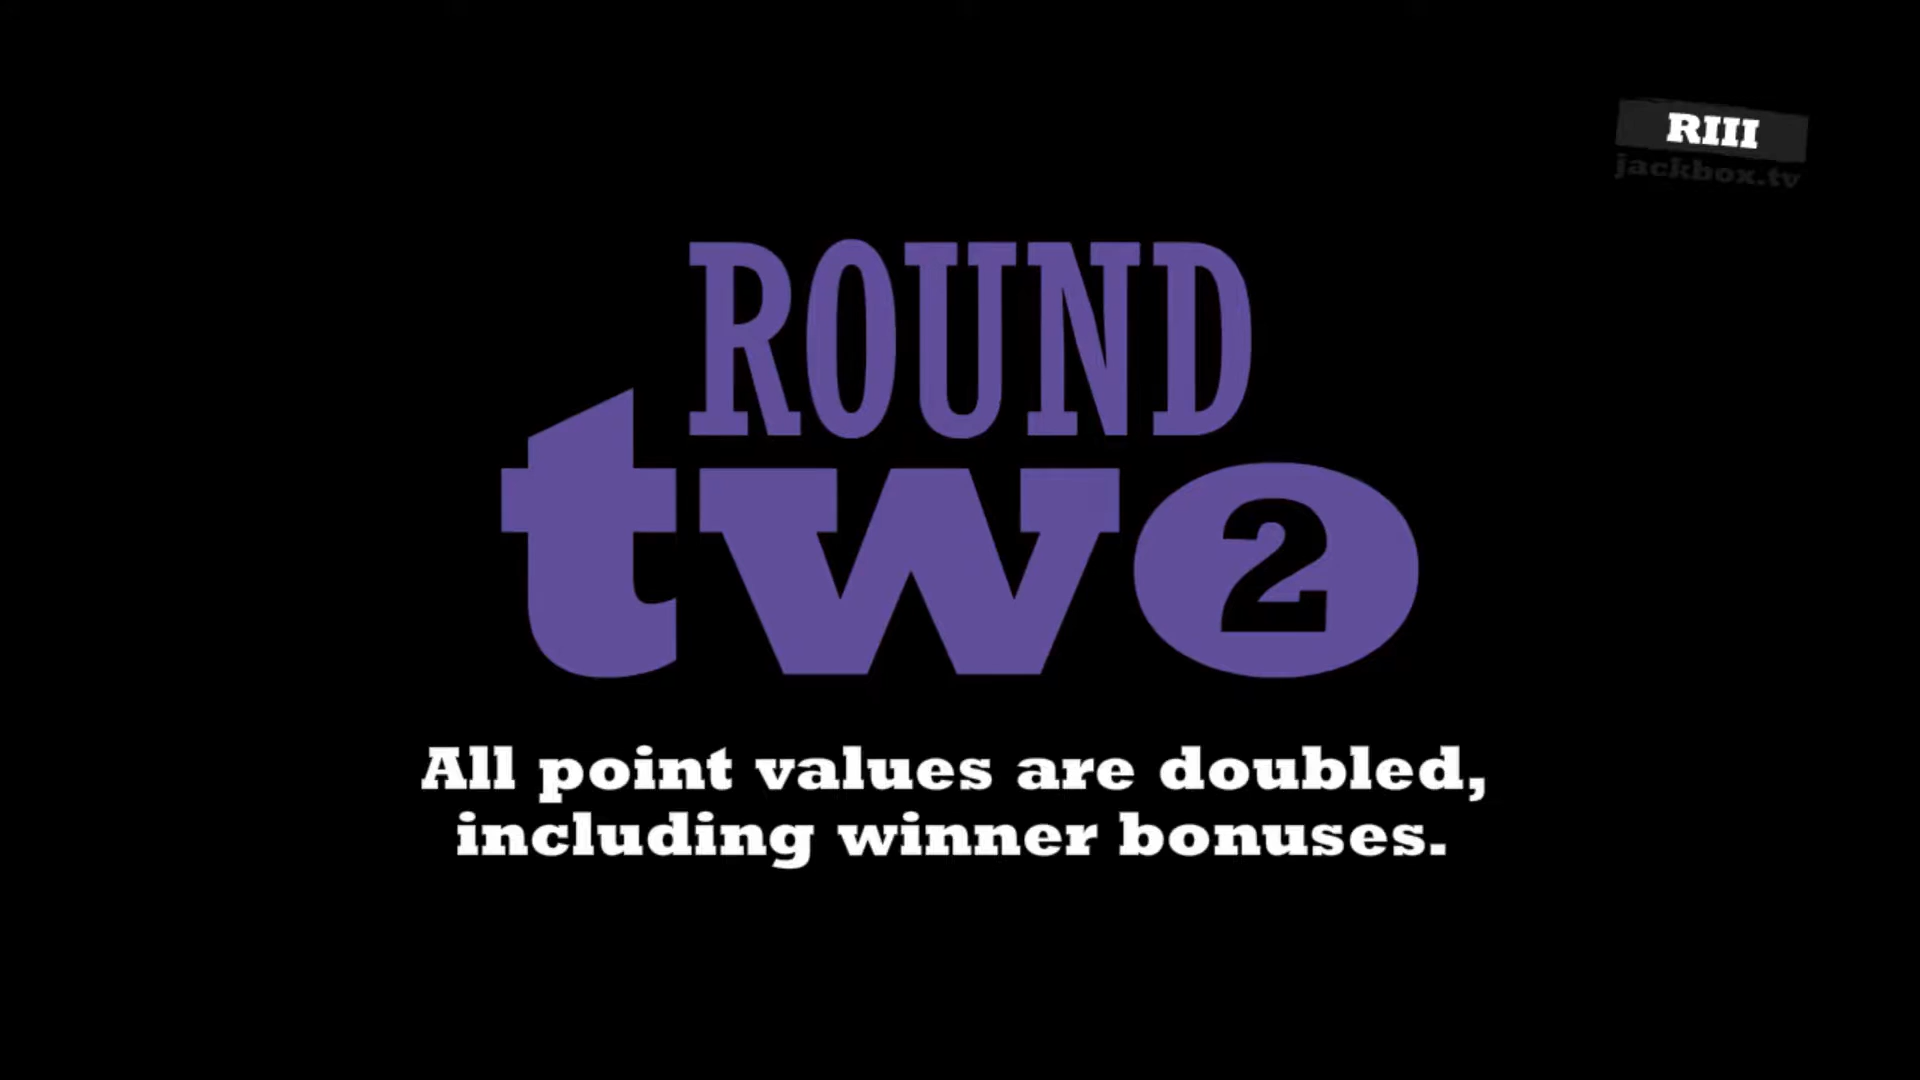 RIII
jackbox.tv
ROUND
two
2
All point values are doubled,
including winner bonuses.